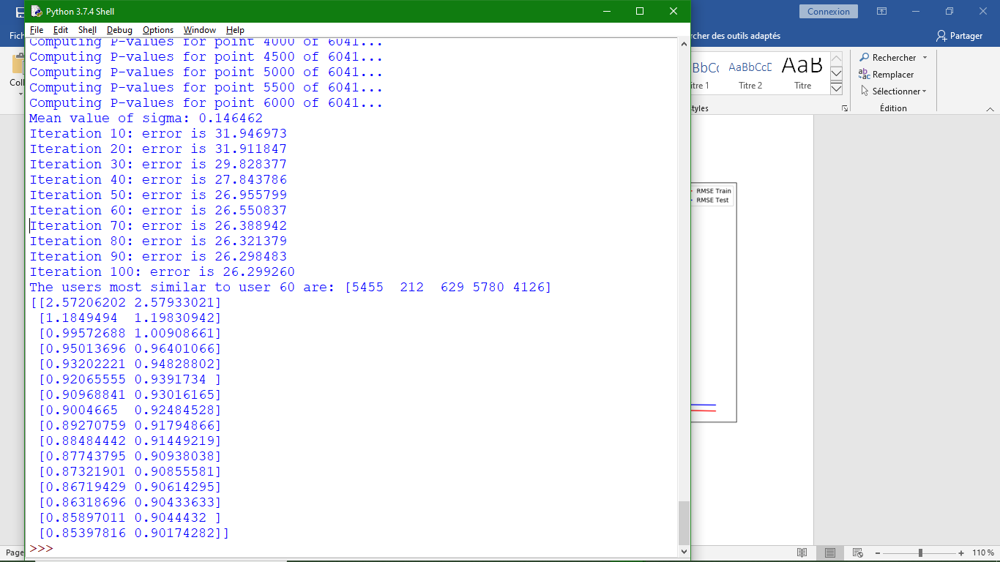 Python 3.7.4 Shell
File Edit Shell Debug Options Window Help
Computing P-values for point 4000 of 6041...
Computing P-values for point 4500 of 6041...
Computing P-values for point 5000 of 6041...
Computing P-values for point 5500 of 6041...
Computing P-values for point 6000 of 6041...
Mean value of sigma: 0.146462
Iteration 10: error is 31.946973
Iteration 20: error is 31.911847
Iteration 30: error is 29.828377
Iteration 40: error is 27.843786
Iteration 50: error is 26.955799
Iteration 60: error is 26.550837
Iteration 70: error is 26.388942
Iteration 80: error is 26.321379
Iteration 90: error is 26.298483
Iteration 100: error is 26.299260
The users most similar to user 60 are: [5455  212  629 5780 4126]
[[2.57206202 2.57933021]
 [1.1849494  1.19830942]
 [0.99572688 1.00908661]
 [0.95013696 0.96401066]
 [0.93202221 0.94828802]
 [0.92065555 0.9391734 ]
 [0.90968841 0.93016165]
 [0.9004665  0.92484528]
 [0.89270759 0.91794866]
 [0.88484442 0.91449219]
 [0.87743795 0.90938038]
 [0.87321901 0.90855581]
 [0.86719429 0.90614295]
 [0.86318696 0.90433633]
 [0.85897011 0.9044432 ]
 [0.85397816 0.90174282]]
>>>
Connexion
Fich
rcher des outils adaptés
Partager
Coll
BbCc AaBbCcD AaB
itre 1 Titre 2 Titre
tyles
Rechercher
Remplacer
Sélectionner
Édition
RMSE Train
RMSE Test
Page
110 %